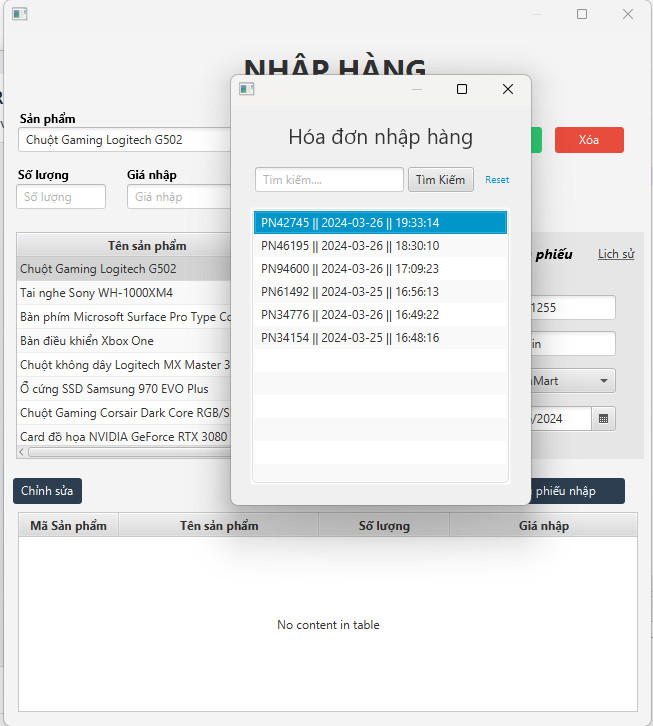 NHẬP HÀNG
Sản phẩm
Chuột Gaming Logitech G502
Xóa
Số lượng
Giá nhập
Số lượng
Giá nhập
Tên sản phẩm
Chuột Gaming Logitech G502
Tai nghe Sony WH-1000XM4
Bàn phím Microsoft Surface Pro Type
Bàn điều khiển Xbox One
Chuột không dây Logitech MX Master 3
Ổ cứng SSD Samsung 970 EVO Plus
Chuột Gaming Corsair Dark Core RGB/S
Card đồ họa NVIDIA GeForce RTX 3080
Hóa đơn nhập hàng
Tìm kiếm....
Tìm Kiếm
Reset
PN42745 || 2024-03-26 || 19:33:14
PN46195 || 2024-03-26 || 18:30:10
PN94600 || 2024-03-26 || 17:09:23
PN61492 || 2024-03-25 || 16:56:13
PN34776 || 2024-03-26 || 16:49:22
PN34154 || 2024-03-25 || 16:48:16
phiếu
Lịch sử
1255
in
Mart
/2024
Chỉnh sửa
phiếu nhập
Mã Sản phẩm
Tên sản phẩm
Số lượng
Giá nhập
No content in table